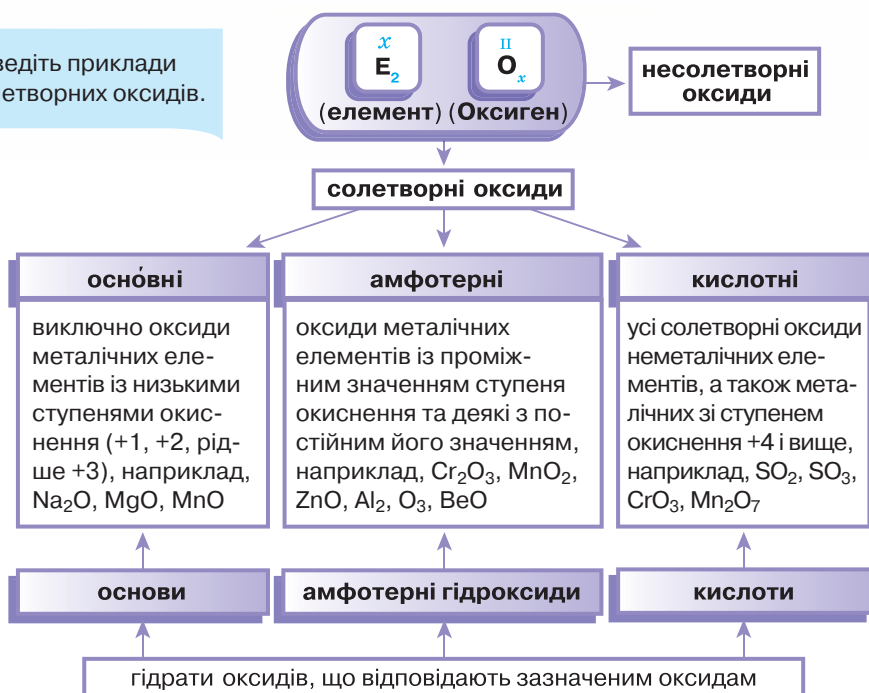 ведіть приклади
летворних оксидів.
x II
E₂ Oₓ
(елемент) (Оксиген)
несолетворні
оксиди
солетворні оксиди
осно́вні
виключно оксиди
металічних еле-
ментів із низькими
ступенями окис-
нення (+1, +2, рід-
ше +3), наприклад,
Na₂O, MgO, MnO
амфотерні
оксиди металічних
елементів із проміж-
ним значенням ступеня
окиснення та деякі з по-
стійним його значенням,
наприклад, Cr₂O₃, MnO₂,
ZnO, Al₂, O₃, BeO
кислотні
усі солетворні оксиди
неметалічних еле-
ментів, а також мета-
лічних зі ступенем
окиснення +4 і вище,
наприклад, SO₂, SO₃,
CrO₃, Mn₂O₇
основи
амфотерні гідроксиди
кислоти
гідрати оксидів, що відповідають зазначеним оксидам